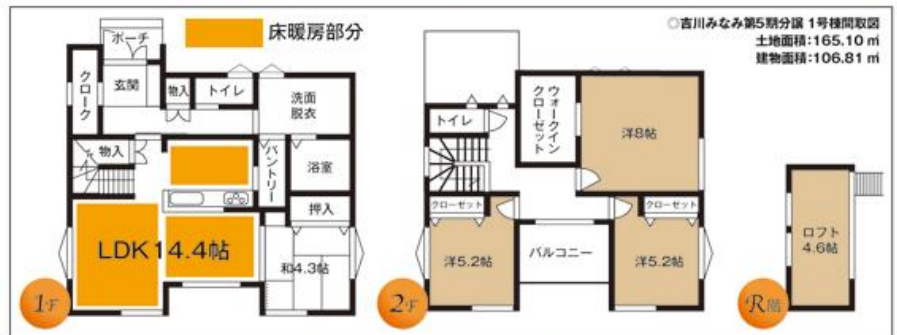 床暖房部分
◎吉川みなみ第5期分譲 1号棟間取図
土地面積:165.10 ㎡
建物面積:106.81 ㎡
ポーチ
クローク
玄関
物入
トイレ
洗面
脱衣
物入
パントリー
浴室
押入
LDK14.4帖
和4.3帖
1F
トイレ
ウォークイン
クローゼット
洋8帖
クローゼット
クローゼット
洋5.2帖
バルコニー
洋5.2帖
2F
ロフト
4.6帖
R階